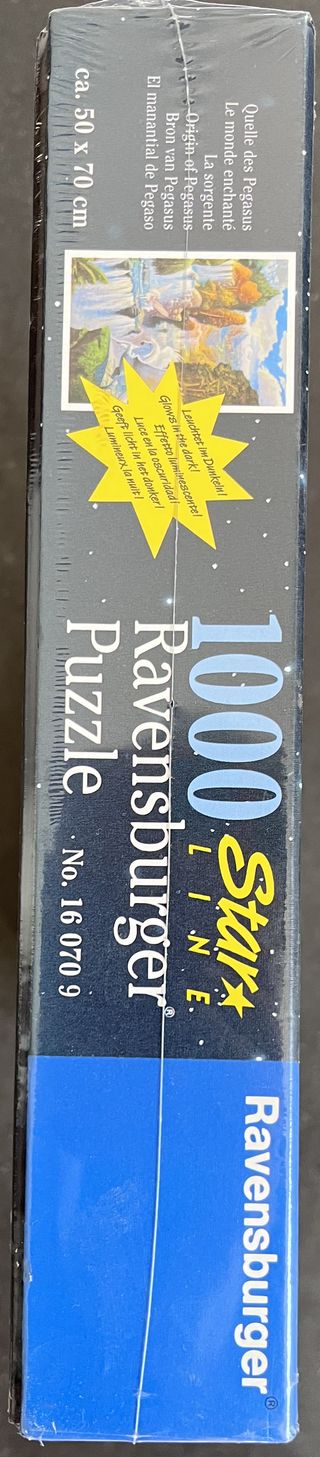 Quelle des Pegasus
Le monde enchanté
La sorgente
Origin of Pegasus
Bron van Pegasus
El manantial de Pegaso
ca. 50 x 70 cm
Leuchtet im Dunkeln!
Glows in the dark!
Effetto luminescente!
Luce en la oscuridad!
Geeft licht in het donker!
Lumineux la nuit!
1000 Star
LINE
Ravensburger®
Puzzle · No. 16 070 9
Ravensburger®